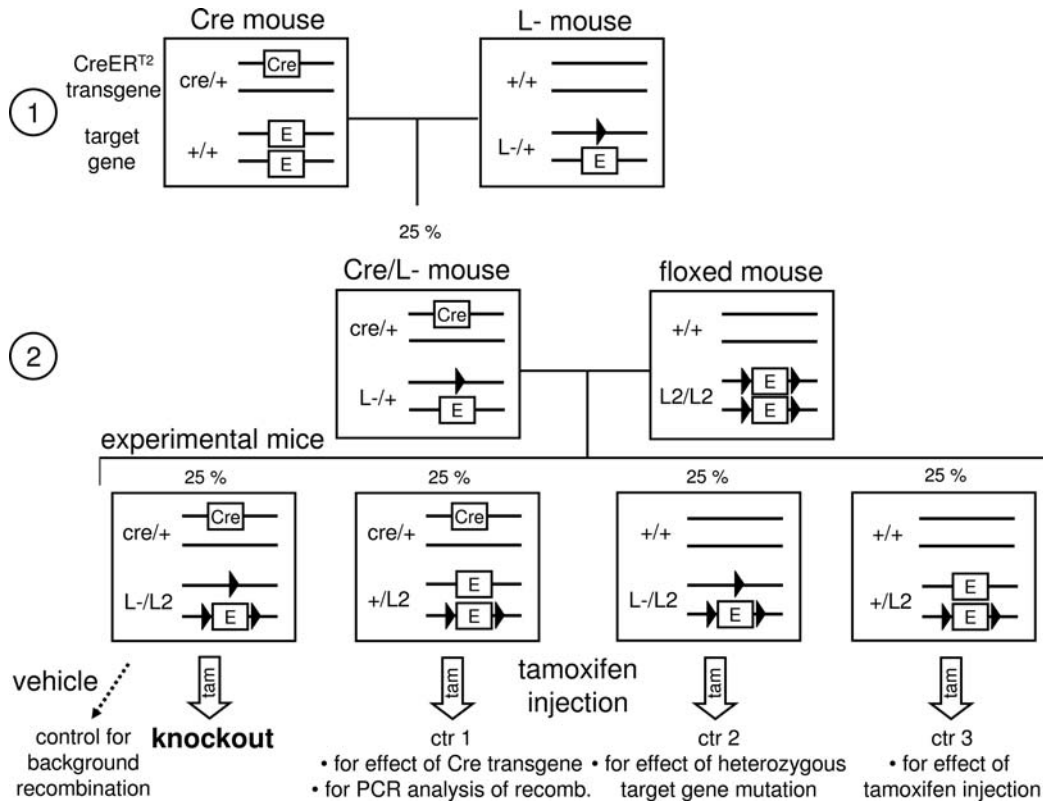 Cre mouse
L- mouse
1
CreERT2
transgene
cre/+
Cre
+/+
target
gene
+/+
E
E
L-/+
E
25 %
Cre/L- mouse
floxed mouse
2
cre/+
Cre
+/+
L-/+
E
L2/L2
E
E
experimental mice
25 %
25 %
25 %
25 %
cre/+
Cre
L-/L2
E
cre/+
Cre
+/L2
E
E
+/+
L-/L2
E
+/+
+/L2
E
E
vehicle
tam
tam
tamoxifen
injection
tam
tam
control for
background
recombination
knockout
ctr 1
• for effect of Cre transgene
• for PCR analysis of recomb.
ctr 2
• for effect of heterozygous
target gene mutation
ctr 3
• for effect of
tamoxifen injection